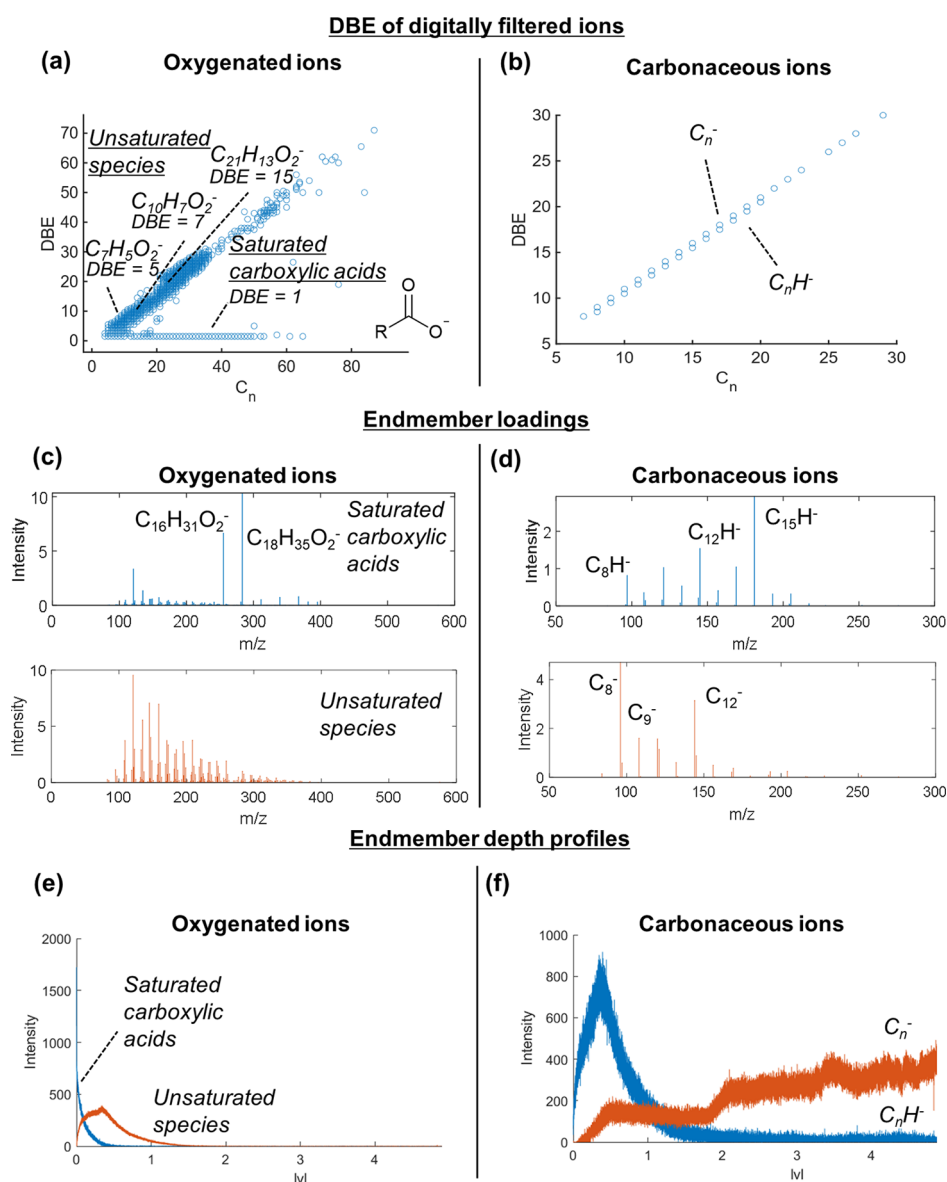 DBE of digitally filtered ions
(a)
Oxygenated ions
DBE
70
60
50
40
30
20
10
0
Unsaturated
species
C₂₁H₁₃O₂⁻
DBE = 15
C₁₀H₇O₂⁻
DBE = 7
C₇H₅O₂⁻
DBE = 5
Saturated
carboxylic acids
DBE = 1
O
R
O⁻
0 20 40 60 80
Cₙ
(b)
Carbonaceous ions
DBE
30
25
20
15
10
5
Cₙ⁻
CₙH⁻
5 10 15 20 25 30
Cₙ
Endmember loadings
(c)
Oxygenated ions
Intensity
10
5
0
C₁₆H₃₁O₂⁻
C₁₈H₃₅O₂⁻
Saturated
carboxylic
acids
0 100 200 300 400 500 600
m/z
Intensity
10
5
0
Unsaturated
species
0 100 200 300 400 500 600
m/z
(d)
Carbonaceous ions
Intensity
2
1
0
C₈H⁻
C₁₂H⁻
C₁₅H⁻
50 100 150 200 250 300
m/z
Intensity
4
2
0
C₈⁻
C₉⁻
C₁₂⁻
50 100 150 200 250 300
m/z
Endmember depth profiles
(e)
Oxygenated ions
Intensity
2000
1500
1000
500
0
Saturated
carboxylic
acids
Unsaturated
species
0 1 2 3 4
|v|
(f)
Carbonaceous ions
Intensity
1000
800
600
400
200
0
Cₙ⁻
CₙH⁻
0 1 2 3 4
|v|